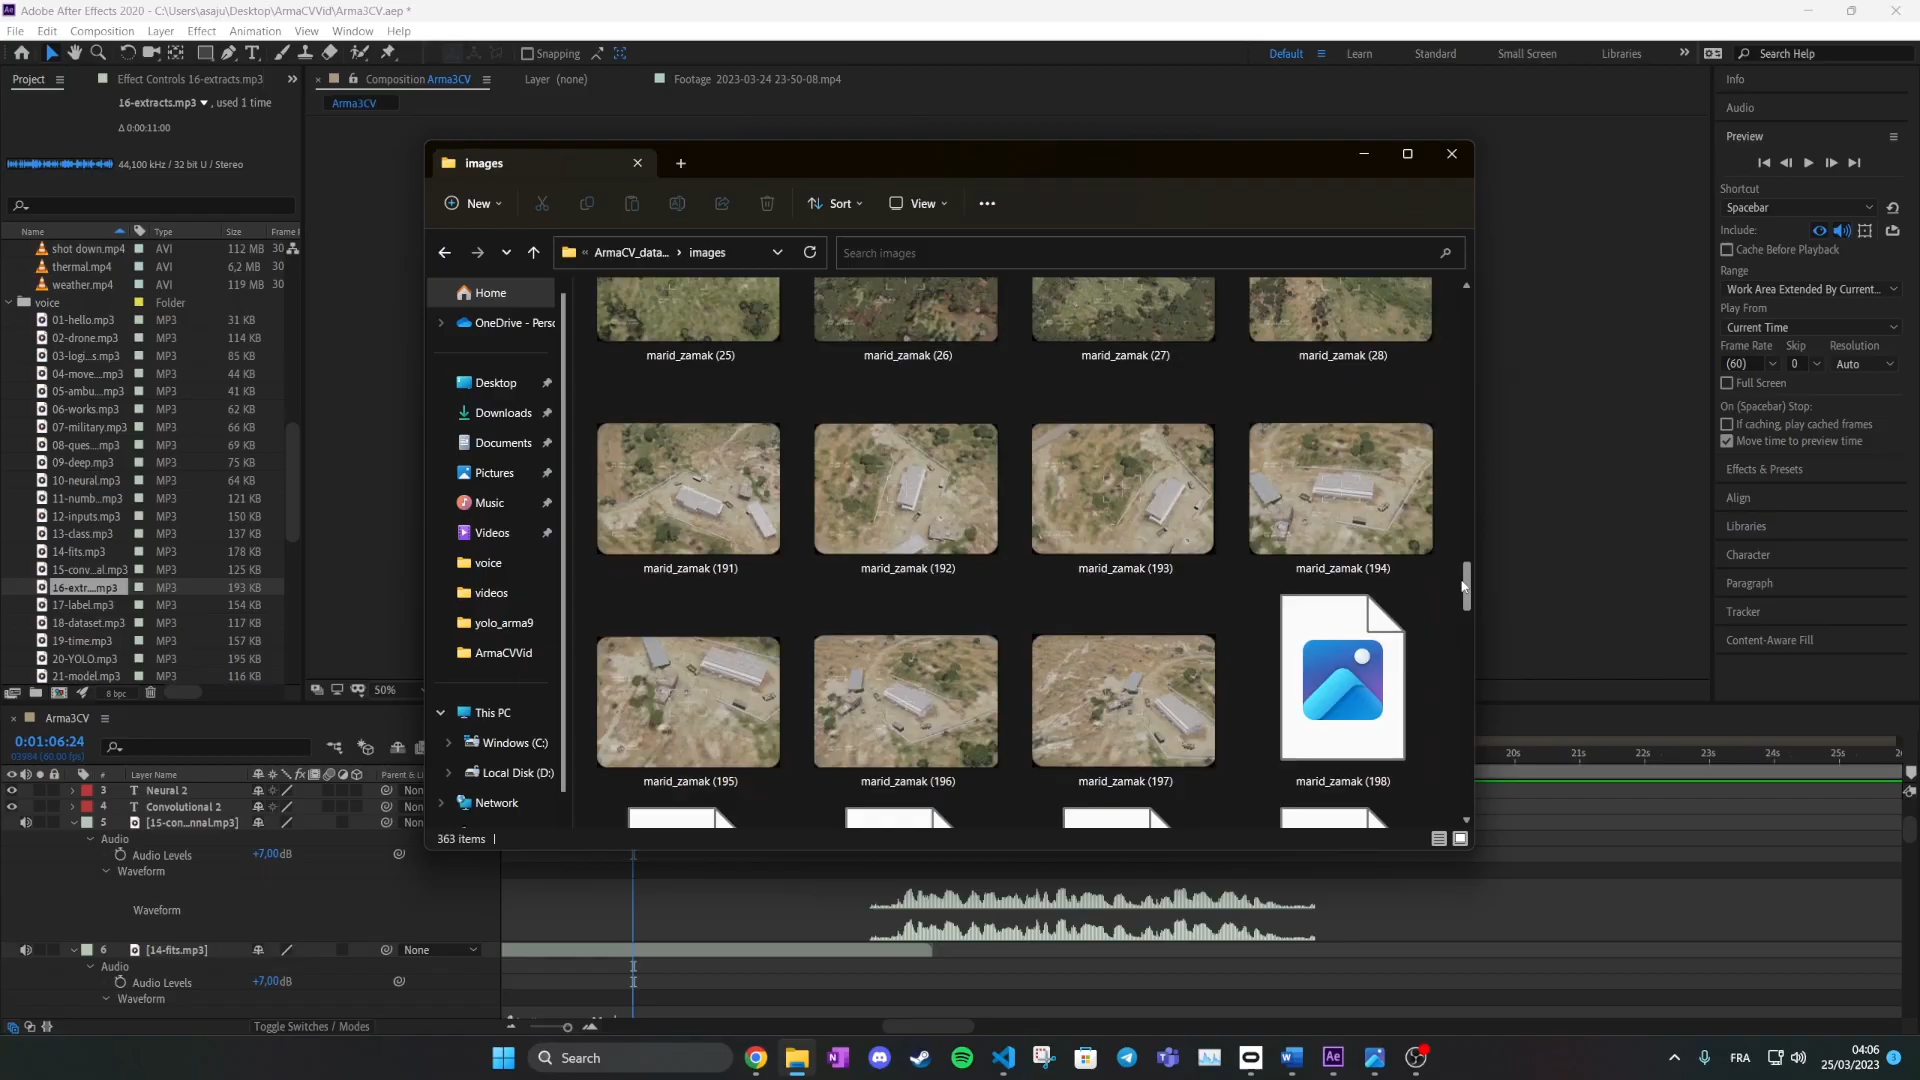 Adobe After Effects 2020 - C:\Users\asaju\Desktop\ArmaCVVid\Arma3CV.aep *
File Edit Composition Layer Effect Animation View Window Help
Snapping
Default Learn Standard Small Screen Libraries Search Help
Project Effect Controls 16-extracts.mp3 Composition Arma3CV Layer (none) Footage 2023-03-24 23-50-08.mp4
16-extracts.mp3 , used 1 time
Arma3CV
Δ 0:00:11:00
44,100 kHz / 32 bit U / Stereo
Name Type Size Frame
shot down.mp4 AVI 112 MB 30
thermal.mp4 AVI 6,2 MB 30
weather.mp4 AVI 119 MB 30
voice Folder
01-hello.mp3 MP3 31 KB
02-drone.mp3 MP3 114 KB
03-logi...s.mp3 MP3 85 KB
04-move....mp3 MP3 44 KB
05-ambu....mp3 MP3 41 KB
06-works.mp3 MP3 62 KB
07-military.mp3 MP3 66 KB
08-ques....mp3 MP3 69 KB
09-deep.mp3 MP3 75 KB
10-neural.mp3 MP3 64 KB
11-numb...mp3 MP3 121 KB
12-inputs.mp3 MP3 150 KB
13-class.mp3 MP3 137 KB
14-fits.mp3 MP3 178 KB
15-conv...al.mp3 MP3 125 KB
16-extr....mp3 MP3 193 KB
17-label.mp3 MP3 154 KB
18-dataset.mp3 MP3 117 KB
19-time.mp3 MP3 157 KB
20-YOLO.mp3 MP3 195 KB
21-model.mp3 MP3 116 KB
8 bpc
50%
images
New Sort View
ArmaCV_data... images
Search images
Home
OneDrive - Perso
Desktop
Downloads
Documents
Pictures
Music
Videos
voice
videos
yolo_arma9
ArmaCVVid
This PC
Windows (C:)
Local Disk (D:)
Network
marid_zamak (25) marid_zamak (26) marid_zamak (27) marid_zamak (28)
marid_zamak (191) marid_zamak (192) marid_zamak (193) marid_zamak (194)
marid_zamak (195) marid_zamak (196) marid_zamak (197) marid_zamak (198)
363 items
Info
Audio
Preview
Shortcut
Spacebar
Include:
Cache Before Playback
Range
Work Area Extended By Current...
Play From
Current Time
Frame Rate Skip Resolution
(60) 0 Auto
Full Screen
On (Spacebar) Stop:
If caching, play cached frames
Move time to preview time
Effects & Presets
Align
Libraries
Character
Paragraph
Tracker
Content-Aware Fill
Arma3CV
0:01:06:24
03984 (60.00 fps)
20s 21s 22s 23s 24s 25s
# Layer Name Parent & Li
3 T Neural 2 Non
4 T Convolutional 2 Non
5 [15-con...nnal.mp3] Non
Audio
Audio Levels +7,00 dB
Waveform
Waveform
6 [14-fits.mp3] None
Audio
Audio Levels +7,00 dB
Waveform
Toggle Switches / Modes
Search
FRA
04:06
25/03/2023
3